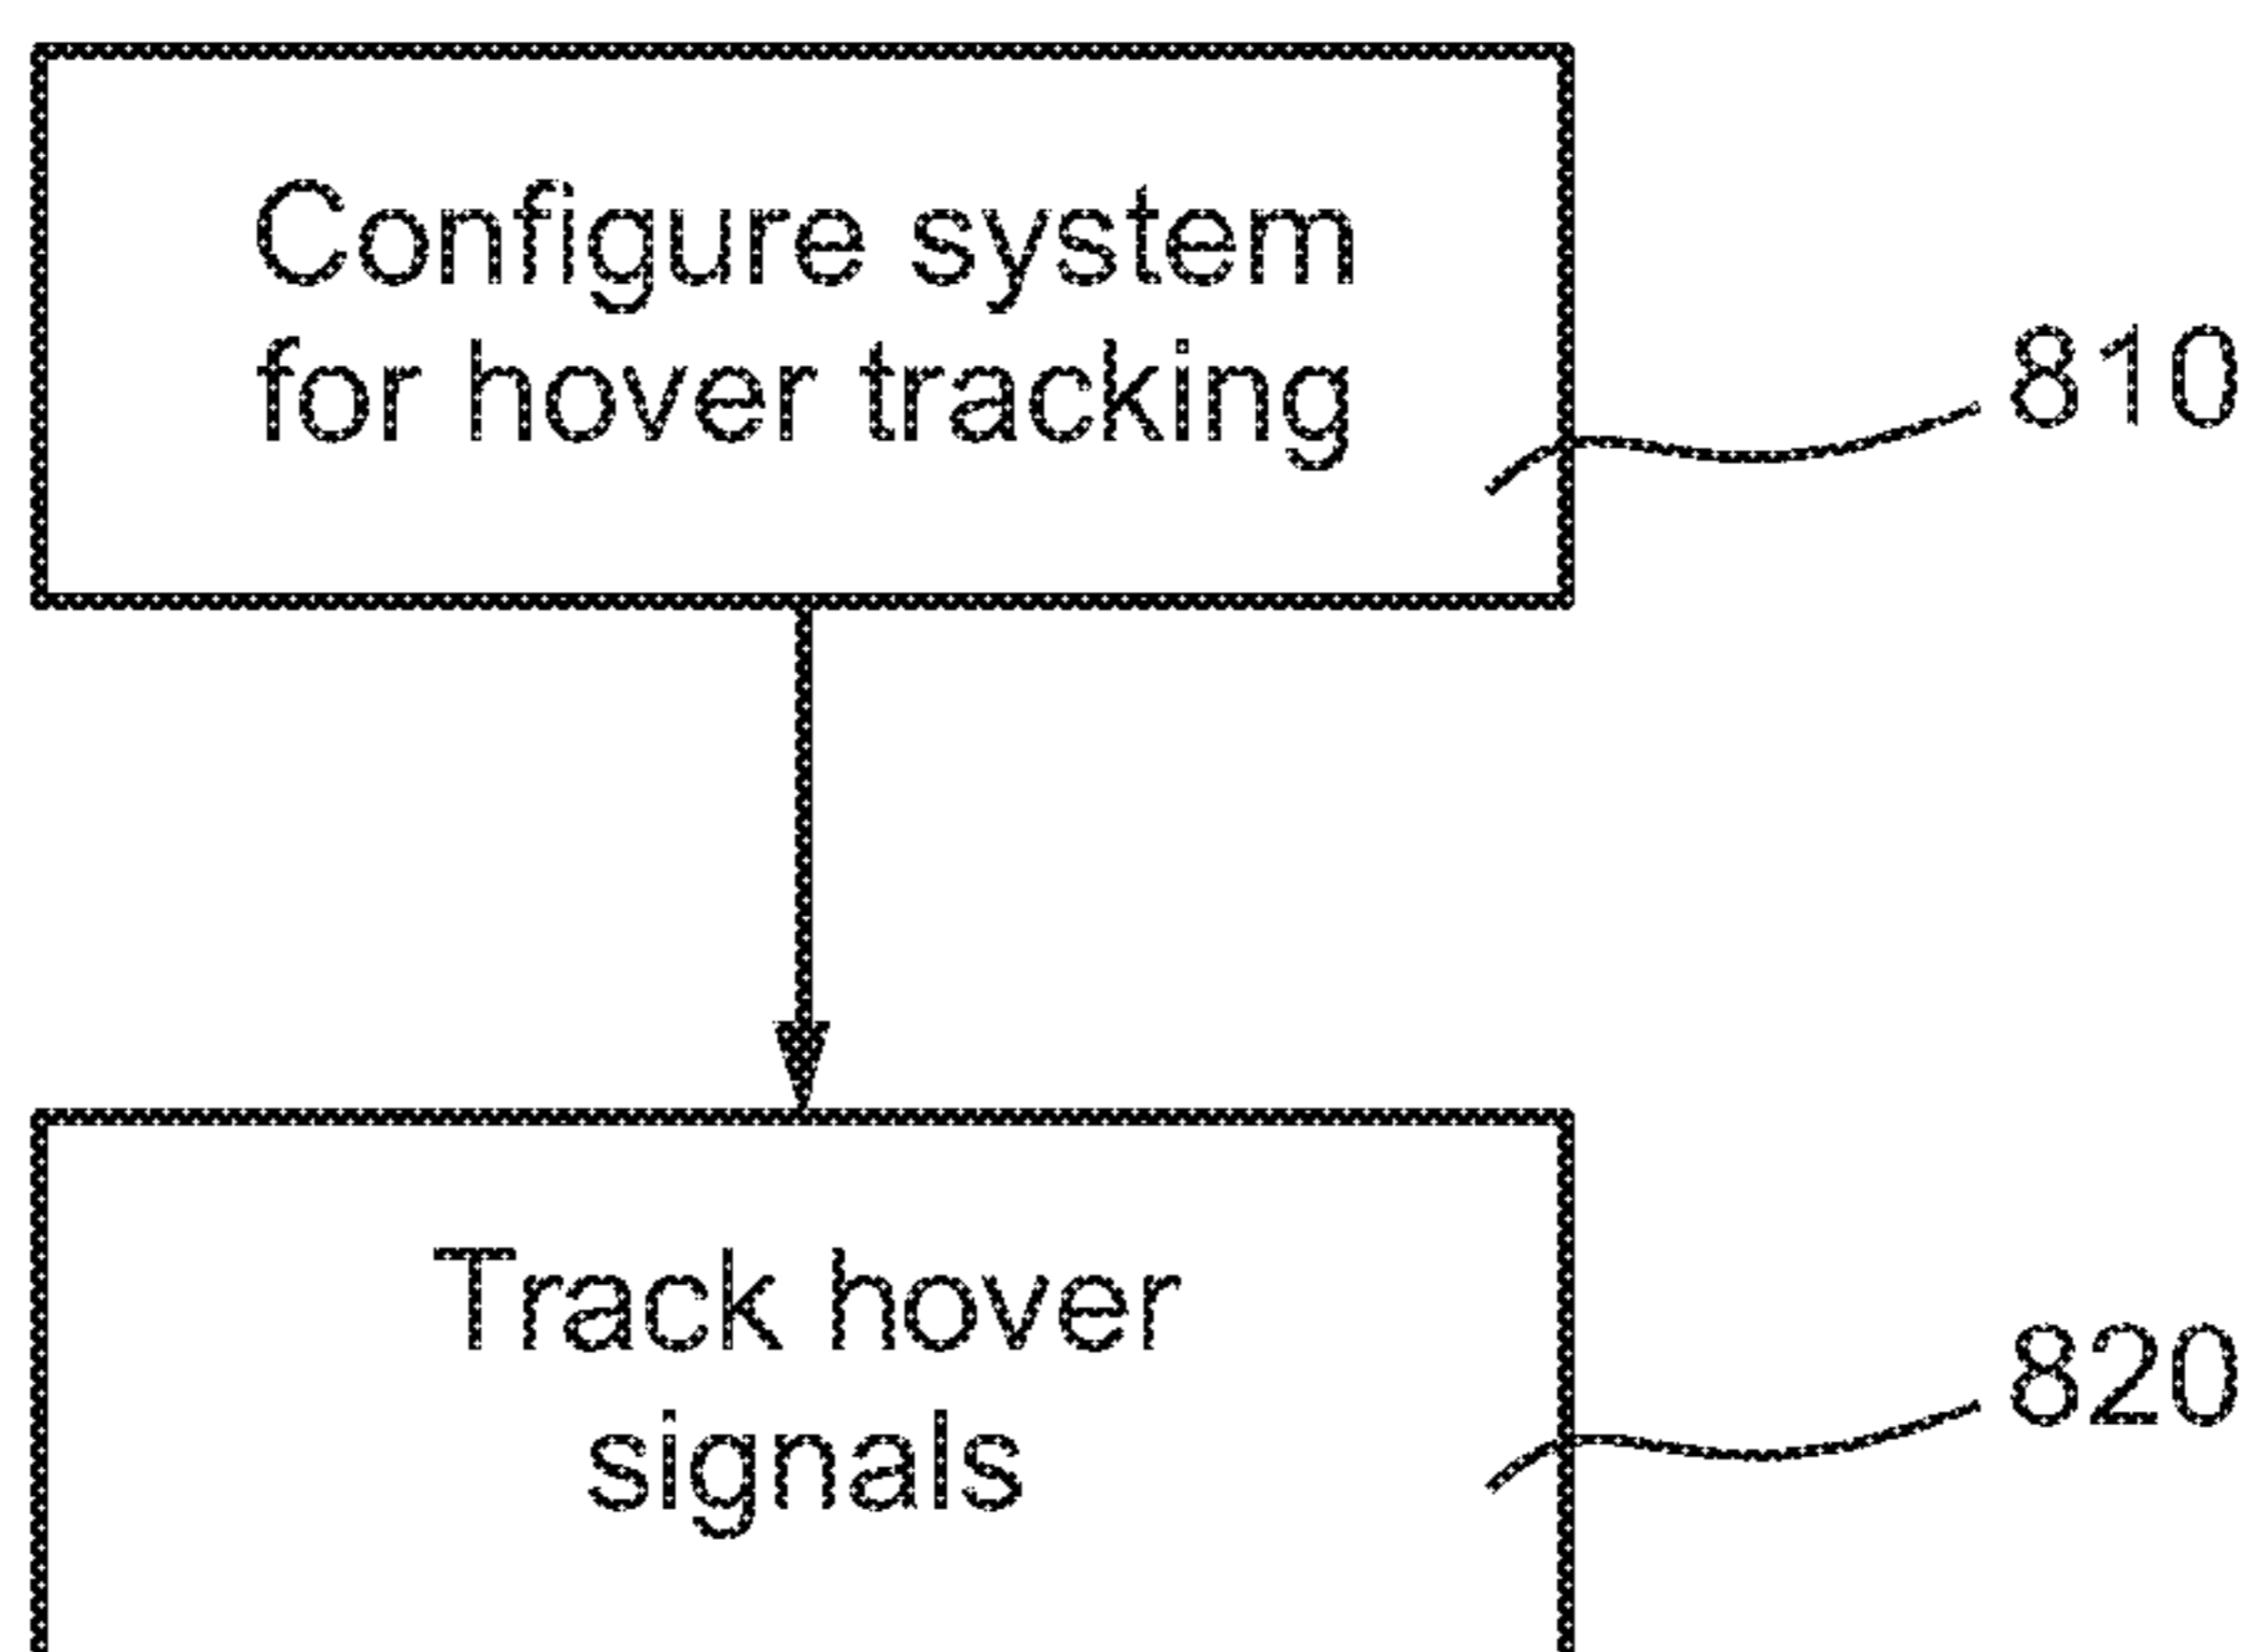 Configure system
for hover tracking
810
Track hover
signals
820